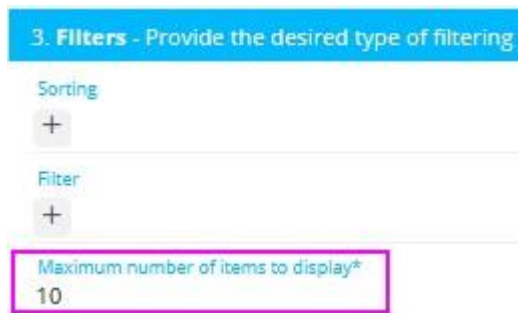 3. Filters - Provide the desired type of filtering
Sorting
+
Filter
+
Maximum number of items to display*
10